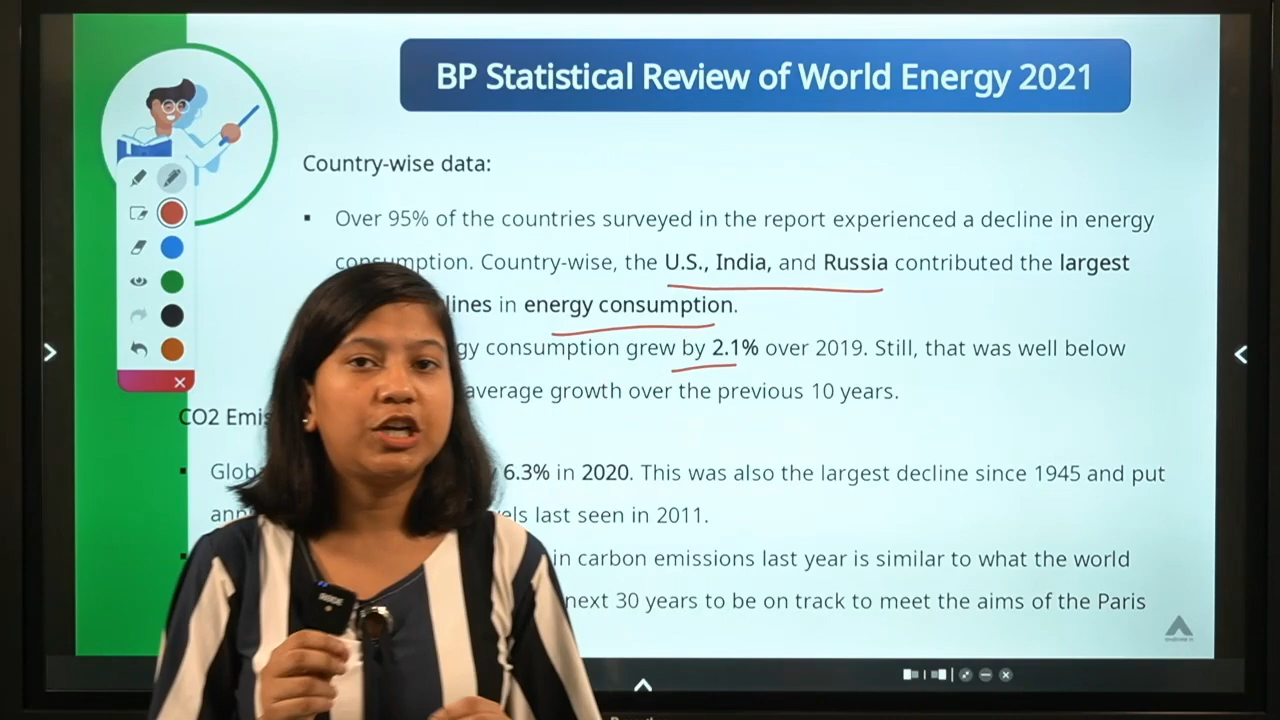 BP Statistical Review of World Energy 2021
Country-wise data:
▪ Over 95% of the countries surveyed in the report experienced a decline in energy
consumption. Country-wise, the U.S., India, and Russia contributed the largest
lines in energy consumption.
gy consumption grew by 2.1% over 2019. Still, that was well below
average growth over the previous 10 years.
CO2 Emis
▪ Globa 6.3% in 2020. This was also the largest decline since 1945 and put
ann els last seen in 2011.
▪ in carbon emissions last year is similar to what the world
next 30 years to be on track to meet the aims of the Paris